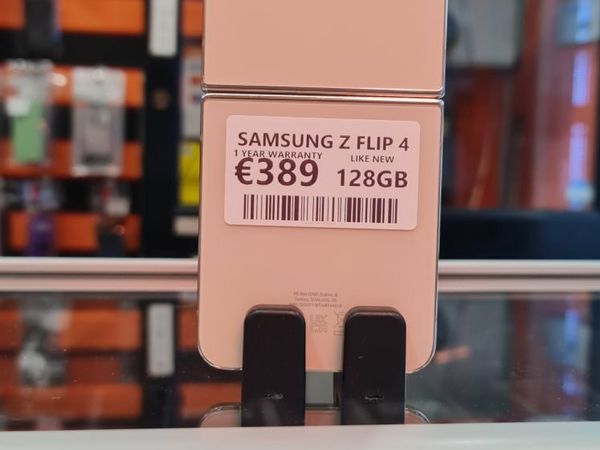 SAMSUNG Z FLIP 4
1 YEAR WARRANTY LIKE NEW
€389 128GB